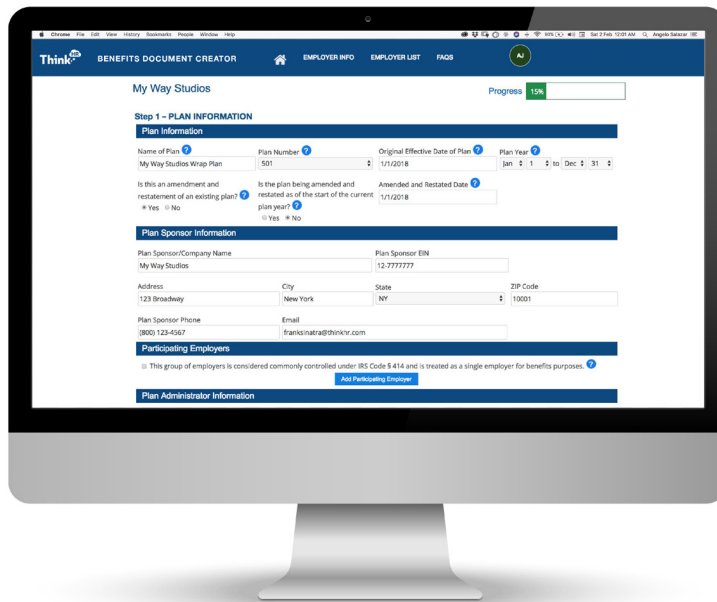 Chrome File Edit View History Bookmarks People Window Help 93% Sat 2 Feb 12:01 AM Angelo Salazar
Think HR BENEFITS DOCUMENT CREATOR EMPLOYER INFO EMPLOYER LIST FAQS AJ
My Way Studios Progress 15%
Step 1 – PLAN INFORMATION
Plan Information
Name of Plan ? Plan Number ? Original Effective Date of Plan ? Plan Year ?
My Way Studios Wrap Plan 501 1/1/2018 Jan 1 to Dec 31
Is this an amendment and Is the plan being amended and Amended and Restated Date ?
restatement of an existing plan? ? restated as of the start of the current 1/1/2018
plan year? ?
Yes No Yes No
Plan Sponsor Information
Plan Sponsor/Company Name Plan Sponsor EIN
My Way Studios 12-7777777
Address City State ZIP Code
123 Broadway New York NY 10001
Plan Sponsor Phone Email
(800) 123-4567 franksinatra@thinkhr.com
Participating Employers
This group of employers is considered commonly controlled under IRS Code § 414 and is treated as a single employer for benefits purposes. ?
Add Participating Employer
Plan Administrator Information